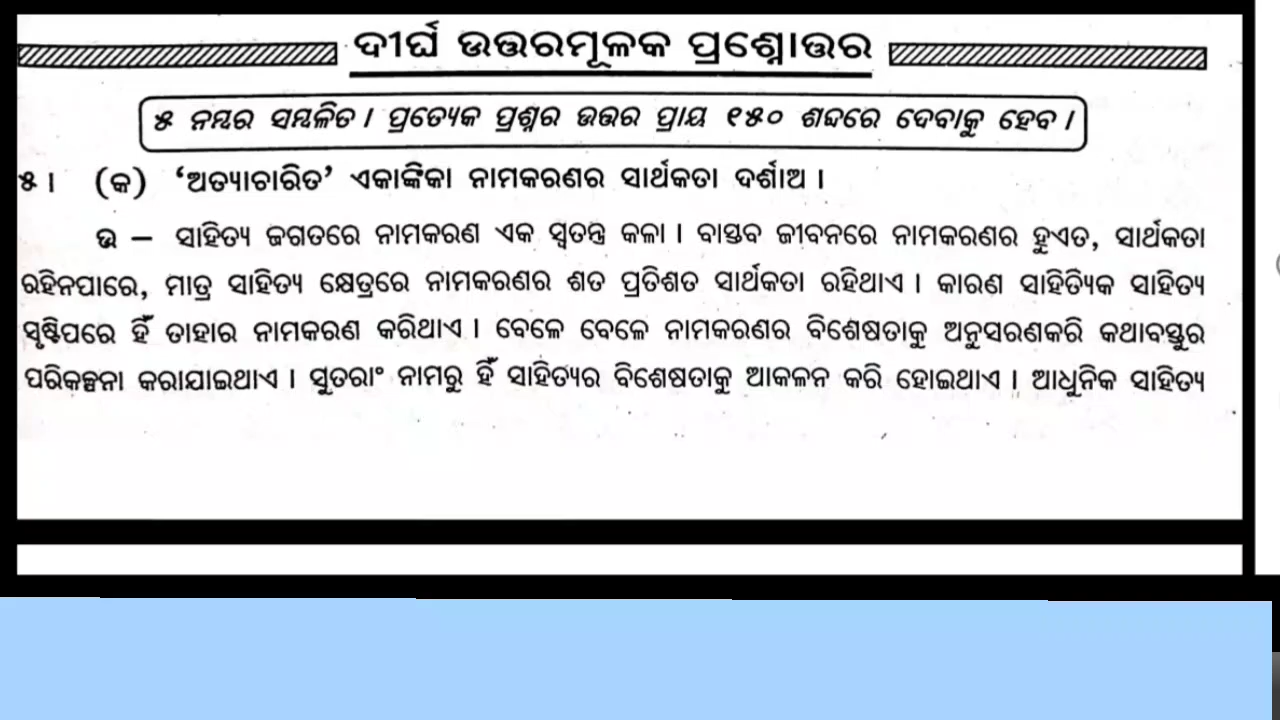 ଦୀର୍ଘ ଉତ୍ତରମୂଳକ ପ୍ରଶ୍ନୋତ୍ତର
୫ ନମ୍ବର ସମ୍ବଳିତ । ପ୍ରତ୍ୟେକ ପ୍ରଶ୍ନର ଉତ୍ତର ପ୍ରାୟ ୧୫୦ ଶବ୍ଦରେ ଦେବାକୁ ହେବ ।
୫ । (କ) ‘ଅତ୍ୟାଚାରିତ’ ଏକାଙ୍କିକା ନାମକରଣର ସାର୍ଥକତା ଦର୍ଶାଅ ।
ଉ – ସାହିତ୍ୟ ଜଗତରେ ନାମକରଣ ଏକ ସ୍ୱତନ୍ତ୍ର କଳା । ବାସ୍ତବ ଜୀବନରେ ନାମକରଣର ହୁଏତ, ସାର୍ଥକତା
ରହିନପାରେ, ମାତ୍ର ସାହିତ୍ୟ କ୍ଷେତ୍ରରେ ନାମକରଣର ଶତ ପ୍ରତିଶତ ସାର୍ଥକତା ରହିଥାଏ । କାରଣ ସାହିତ୍ୟିକ ସାହିତ୍ୟ
ସୃଷ୍ଟିପରେ ହିଁ ତାହାର ନାମକରଣ କରିଥାଏ । ବେଳେ ବେଳେ ନାମକରଣର ବିଶେଷତାକୁ ଅନୁସରଣକରି କଥାବସ୍ତୁର
ପରିକଳ୍ପନା କରାଯାଇଥାଏ । ସୁତରାଂ ନାମରୁ ହିଁ ସାହିତ୍ୟର ବିଶେଷତାକୁ ଆକଳନ କରି ହୋଇଥାଏ । ଆଧୁନିକ ସାହିତ୍ୟ